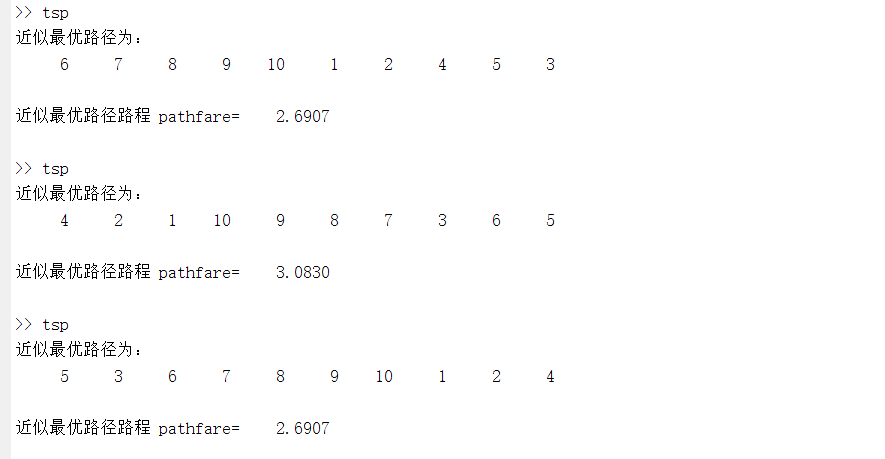 >> tsp
近似最优路径为：
6 7 8 9 10 1 2 4 5 3
近似最优路径路程 pathfare= 2.6907
>> tsp
近似最优路径为：
4 2 1 10 9 8 7 3 6 5
近似最优路径路程 pathfare= 3.0830
>> tsp
近似最优路径为：
5 3 6 7 8 9 10 1 2 4
近似最优路径路程 pathfare= 2.6907